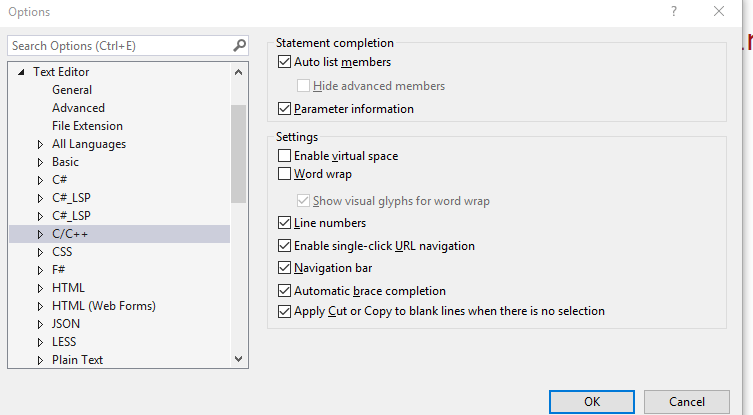 Options
?
Search Options (Ctrl+E)
Text Editor
General
Advanced
File Extension
All Languages
Basic
C#
C#_LSP
C#_LSP
C/C++
CSS
F#
HTML
HTML (Web Forms)
JSON
LESS
Plain Text
Statement completion
Auto list members
Hide advanced members
Parameter information
Settings
Enable virtual space
Word wrap
Show visual glyphs for word wrap
Line numbers
Enable single-click URL navigation
Navigation bar
Automatic brace completion
Apply Cut or Copy to blank lines when there is no selection
OK
Cancel